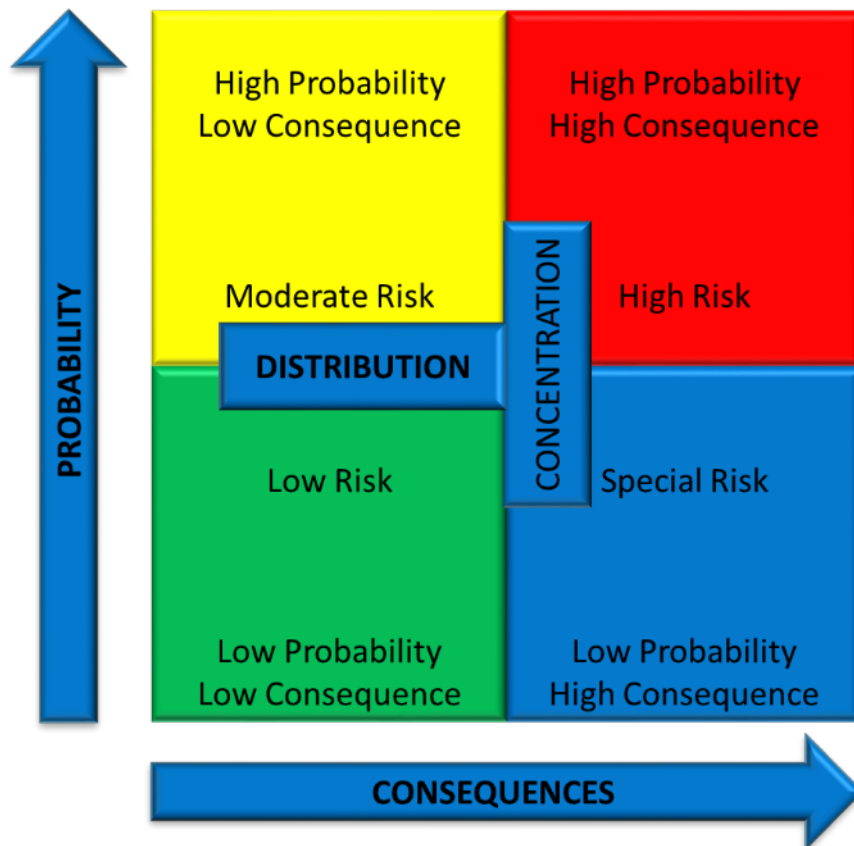 High Probability
Low Consequence
High Probability
High Consequence
PROBABILITY
Moderate Risk
CONCENTRATION
High Risk
DISTRIBUTION
Low Risk
Special Risk
Low Probability
Low Consequence
Low Probability
High Consequence
CONSEQUENCES